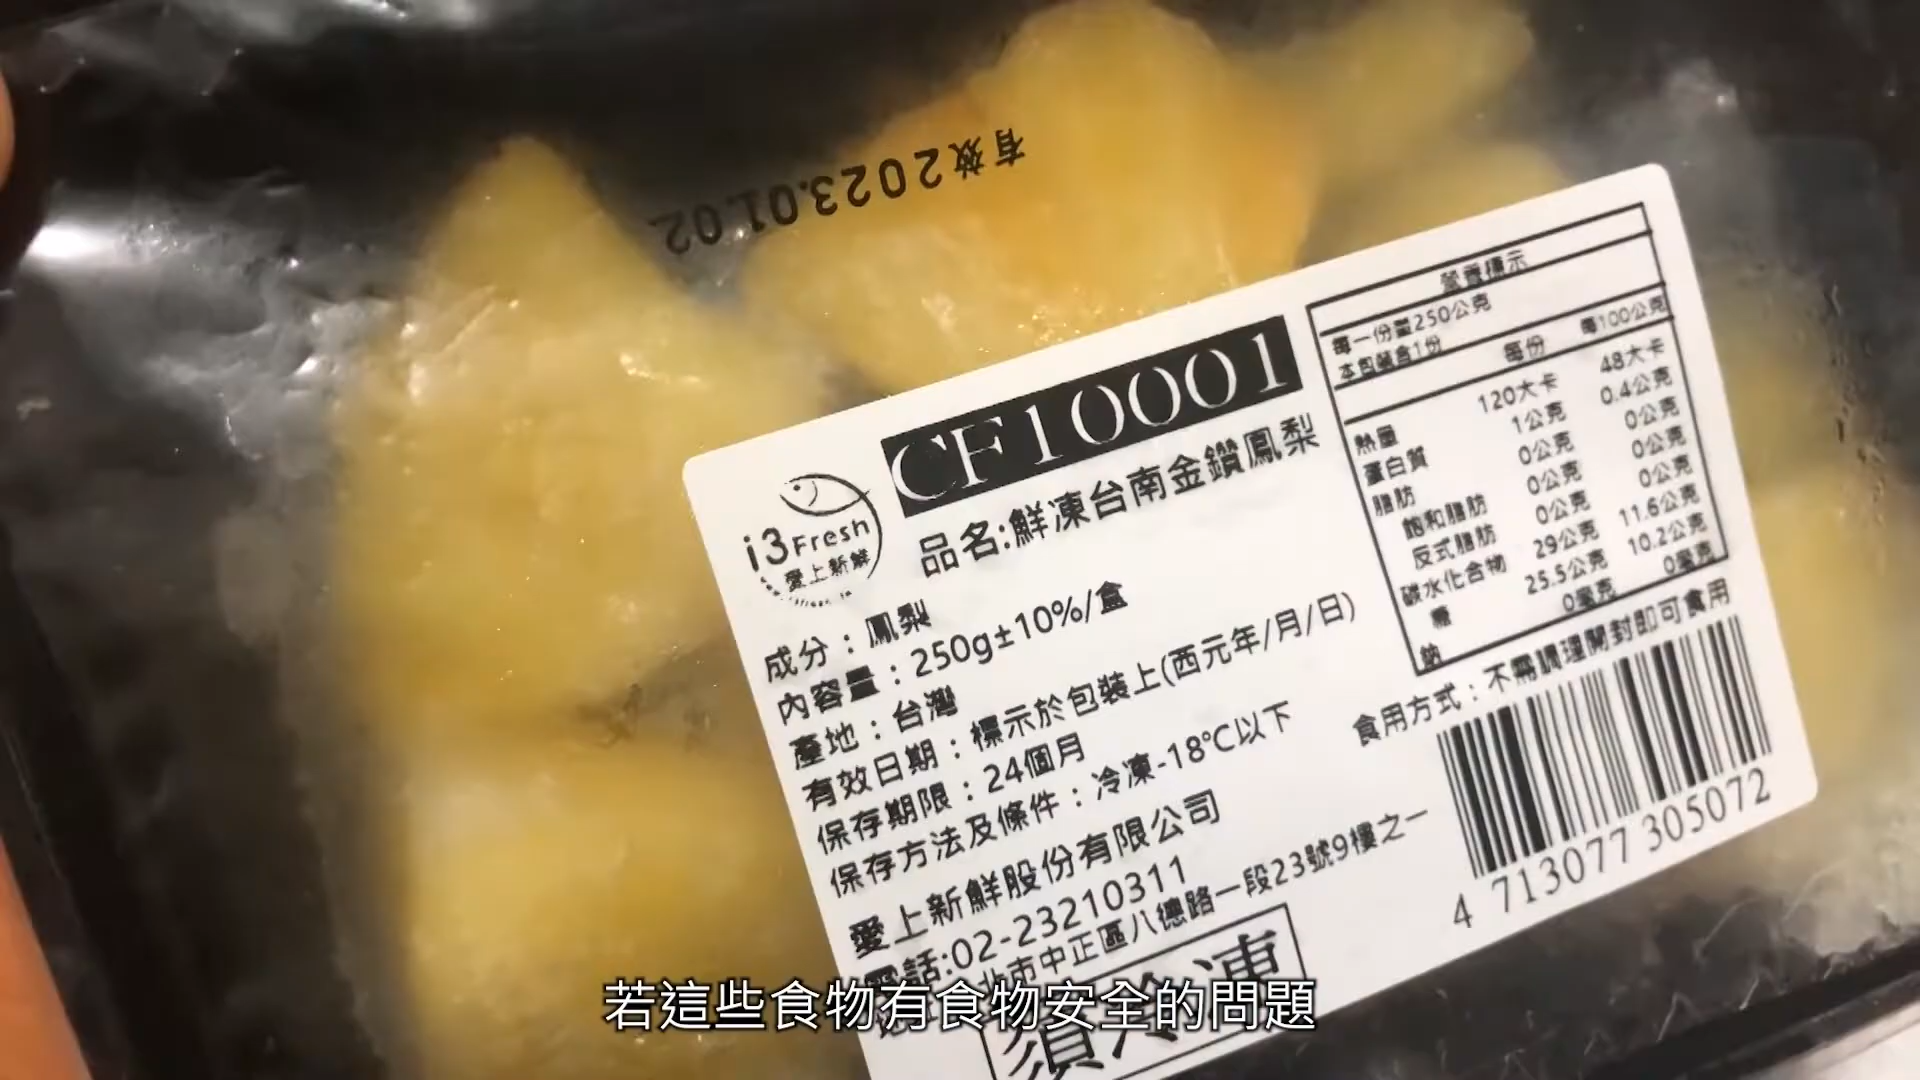 有效2023.01.02
CF10001
品名:鮮凍台南金鑽鳳梨
i3Fresh
愛上新鮮
成分：鳳梨
內容量：250g±10%/盒
產地：台灣
有效日期：標示於包裝上(西元年/月/日)
保存期限：24個月
保存方法及條件：冷凍-18℃以下
愛上新鮮股份有限公司
電話:02-23210311
北市中正區八德路一段23號9樓之一
須冷凍
營養標示
每一份量250公克
本包裝含1份
每份 每100公克
熱量 120大卡 48大卡
蛋白質 1公克 0.4公克
脂肪 0公克 0公克
飽和脂肪 0公克 0公克
反式脂肪 0公克 0公克
碳水化合物 29公克 11.6公克
糖 25.5公克 10.2公克
鈉 0毫克 0毫克
食用方式：不需調理開封即可食用
4 713077 305072
若這些食物有食物安全的問題